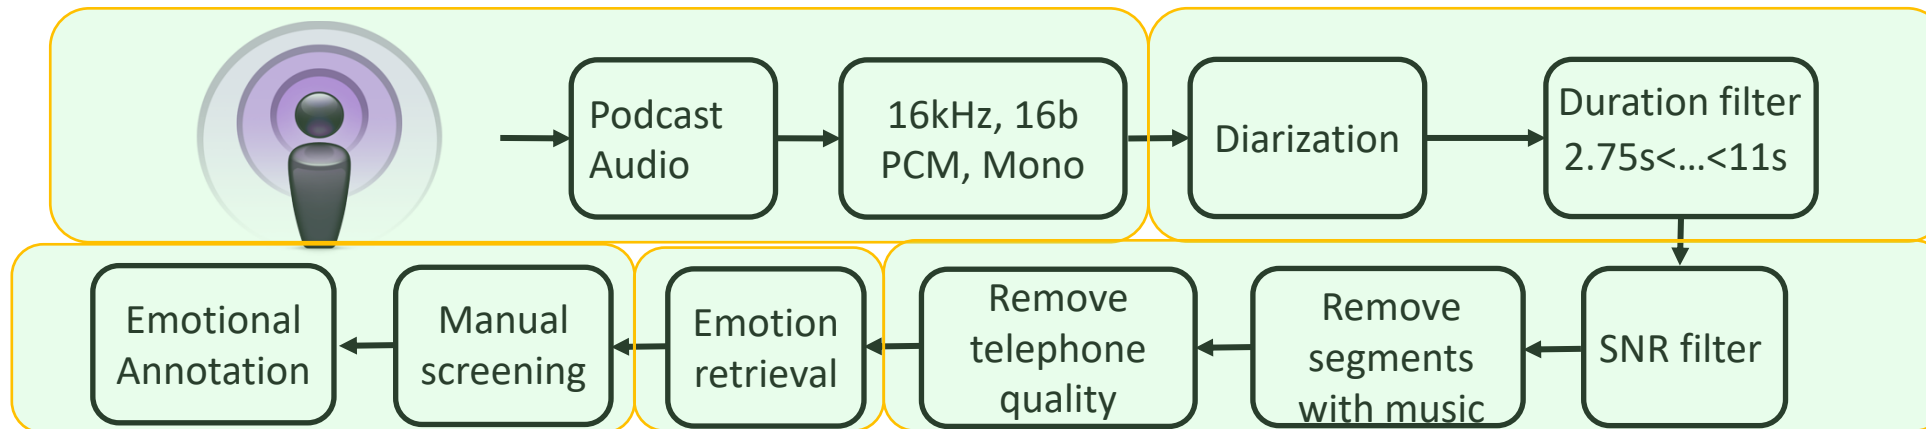 Podcast
Audio
16kHz, 16b
PCM, Mono
Diarization
Duration filter
2.75s<...<11s
SNR filter
Remove
segments
with music
Remove
telephone
quality
Emotion
retrieval
Manual
screening
Emotional
Annotation